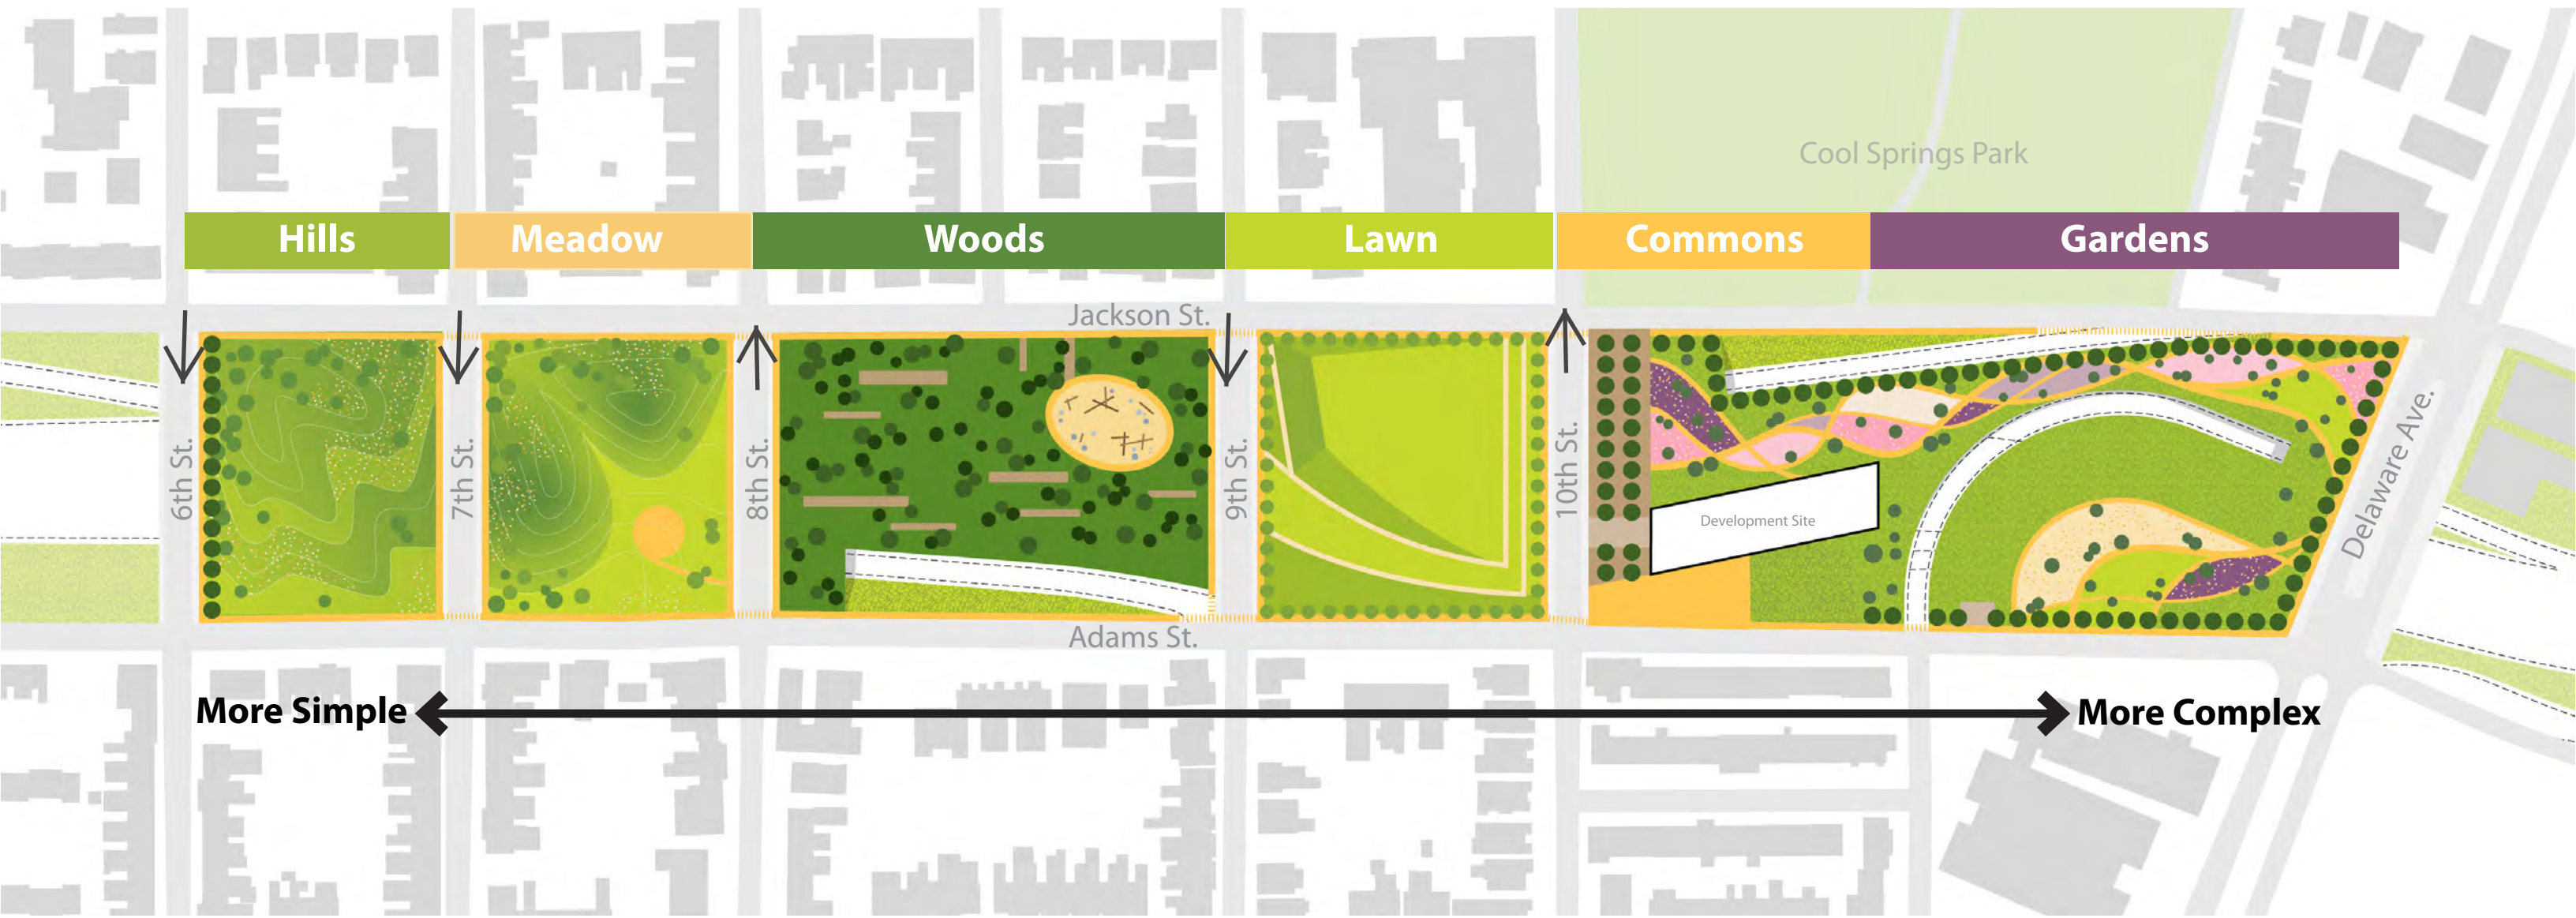 Cool Springs Park
Hills
Meadow
Woods
Lawn
Commons
Gardens
Jackson St.
6th St.
7th St.
8th St.
9th St.
10th St.
Delaware Ave.
Development Site
Adams St.
More Simple
More Complex